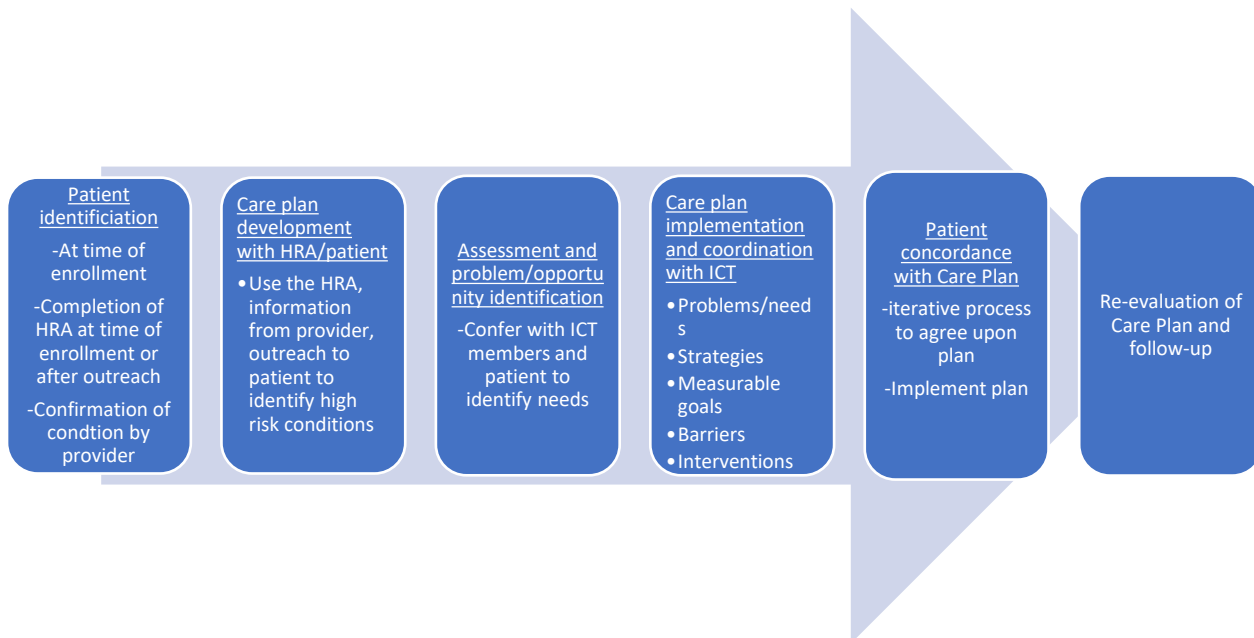 Patient
identificiation
-At time of
enrollment
-Completion of
HRA at time of
enrollment or
after outreach
-Confirmation of
condtion by
provider
Care plan
development
with HRA/patient
•Use the HRA,
information
from provider,
outreach to
patient to
identify high
risk conditions
Assessment and
problem/opportu
nity identification
-Confer with ICT
members and
patient to
identify needs
Care plan
implementation
and coordination
with ICT
•Problems/need
s
•Strategies
•Measurable
goals
•Barriers
•Interventions
Patient
concordance
with Care Plan
-iterative process
to agree upon
plan
-Implement plan
Re-evaluation of
Care Plan and
follow-up